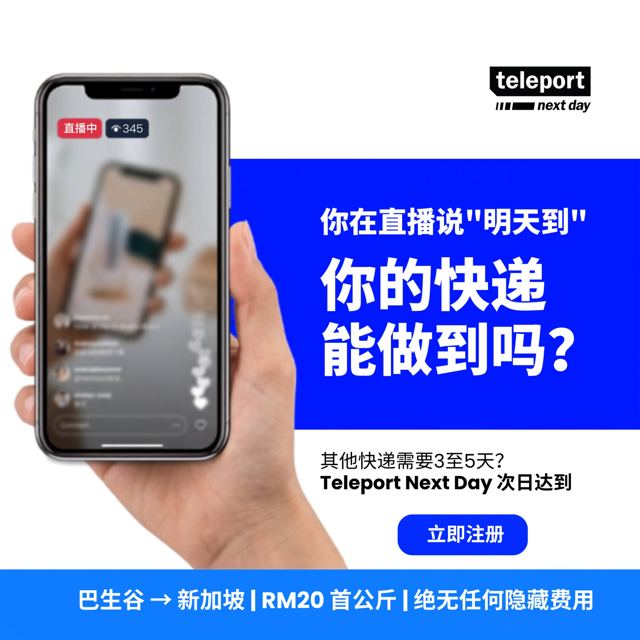 teleport
next day
直播中
345
你在直播说"明天到"
你的快递
能做到吗？
其他快递需要3至5天？
Teleport Next Day 次日达到
立即注册
巴生谷 → 新加坡 | RM20 首公斤 | 绝无任何隐藏费用